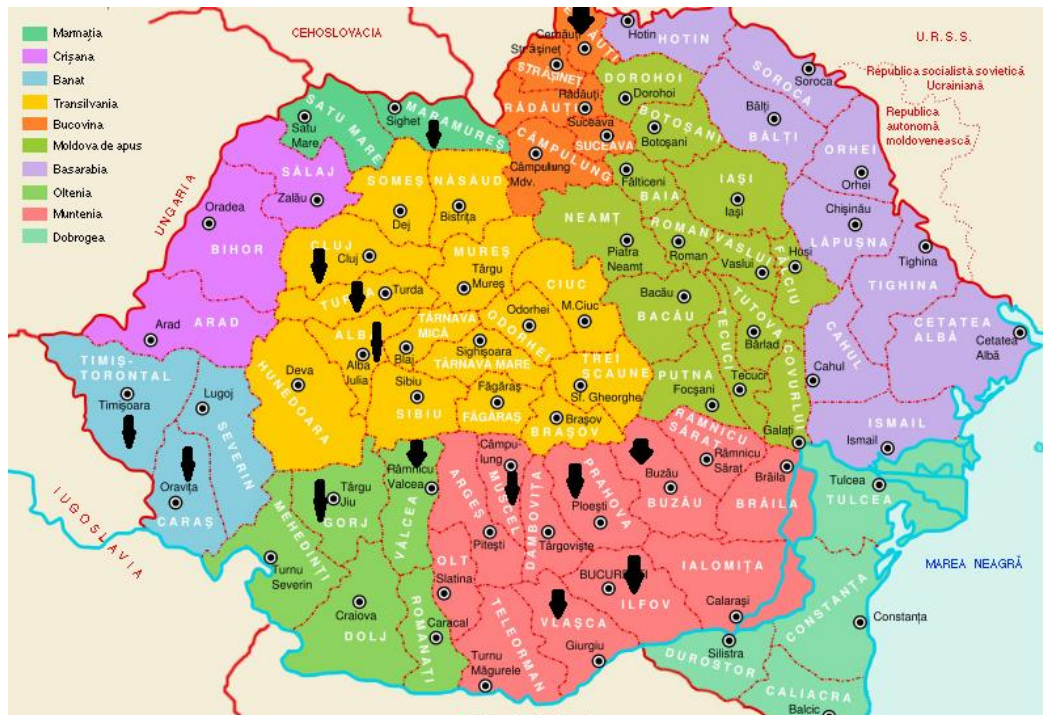 Marmația
Crișana
Banat
Transilvania
Bucovina
Moldova de apus
Basarabia
Oltenia
Muntenia
Dobrogea
CEHOSLOVACIA
U.R.S.S.
Republica socialistă sovietică
Ucrainiană
Republica
autonomă
moldovenească
UNGARIA
IUGOSLAVIA
MAREA NEAGRĂ
Cernăuți
Strășineț
STRĂȘINEȚ
Hotin
HOTIN
SOROCA
Soroca
DOROHOI
Dorohoi
RĂDĂUȚI
Rădăuți
Suceava
SUCEAVA
BOTOȘANI
Botoșani
Bălți
BĂLȚI
ORHEI
Orhei
SATU MARE
Satu
Mare
MARAMUREȘ
Sighet
CÂMPULUNG
Câmpulung
Mdv.
Fălticeni
BAIA
IAȘI
Iași
Chișinău
LĂPUȘNA
Tighina
TIGHINA
SĂLAJ
Zalău
SOMEȘ
Dej
NĂSĂUD
Bistrița
NEAMȚ
Piatra
Neamț
ROMAN
Roman
VASLUI
Vaslui
FĂLCIU
Huși
Oradea
BIHOR
CLUJ
Cluj
MUREȘ
Târgu
Mureș
CIUC
M.Ciuc
Bacău
BACĂU
TUTOVA
Bârlad
CAHUL
Cahul
CETATEA
ALBĂ
Cetatea
Albă
Turda
Arad
ARAD
ALBA
Alba
Iulia
Blaj
TÂRNAVA
MICĂ
Odorhei
ODORHEI
Sighișoara
TÂRNAVA MARE
TREI
SCAUNE
Sf. Gheorghe
TECUCI
Tecuci
PUTNA
Focșani
COVURLUI
Galați
ISMAIL
Ismail
TIMIȘ-
TORONTAL
Timișoara
Lugoj
SEVERIN
HUNEDOARA
Deva
Sibiu
SIBIU
Făgăraș
FĂGĂRAȘ
Brașov
BRAȘOV
Oravița
CARAȘ
Târgu
Jiu
GORJ
Râmnicu
Valcea
VÂLCEA
Câmpu
lung
MUSCEL
ARGEȘ
Pitești
DÂMBOVIȚA
Târgoviște
PRAHOVA
Ploești
Buzău
BUZĂU
RÂMNICU
SĂRAT
Râmnicu
Sărat
Brăila
BRĂILA
Tulcea
TULCEA
MEHEDINȚI
Turnu
Severin
Craiova
DOLJ
ROMANAȚI
Caracal
OLT
Slatina
TELEORMAN
Turnu
Măgurele
VLAȘCA
Giurgiu
ILFOV
IALOMIȚA
Calarași
CONSTANȚA
Constanța
Silistra
DUROSTOR
CALIACRA
Balcic